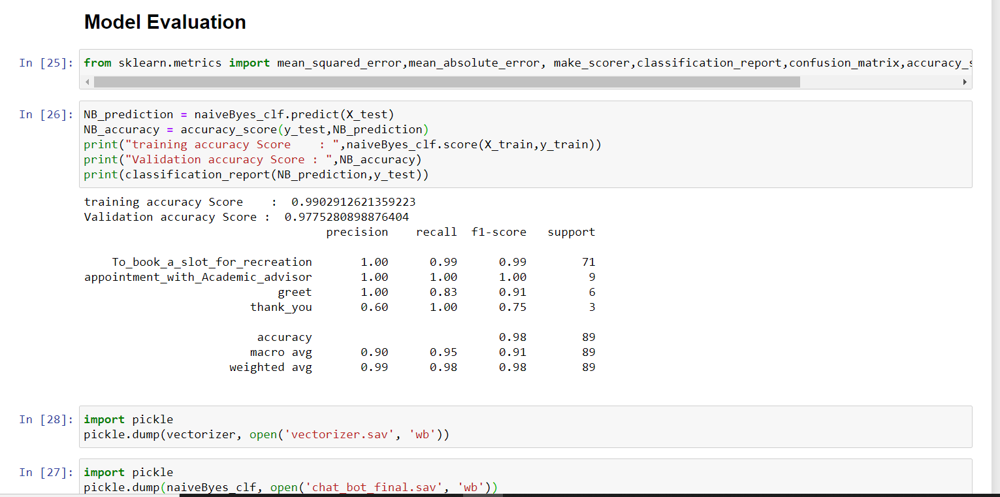 Model Evaluation
In [25]: from sklearn.metrics import mean_squared_error,mean_absolute_error, make_scorer,classification_report,confusion_matrix,accuracy_s
In [26]: NB_prediction = naiveByes_clf.predict(X_test)
NB_accuracy = accuracy_score(y_test,NB_prediction)
print("training accuracy Score    : ",naiveByes_clf.score(X_train,y_train))
print("Validation accuracy Score : ",NB_accuracy)
print(classification_report(NB_prediction,y_test))
training accuracy Score    :  0.9902912621359223
Validation accuracy Score :  0.9775280898876404
precision    recall  f1-score   support
To_book_a_slot_for_recreation       1.00      0.99      0.99        71
appointment_with_Academic_advisor       1.00      1.00      1.00         9
greet       1.00      0.83      0.91         6
thank_you       0.60      1.00      0.75         3
accuracy                           0.98        89
macro avg       0.90      0.95      0.91        89
weighted avg       0.99      0.98      0.98        89
In [28]: import pickle
pickle.dump(vectorizer, open('vectorizer.sav', 'wb'))
In [27]: import pickle
pickle.dump(naiveByes_clf, open('chat_bot_final.sav', 'wb'))